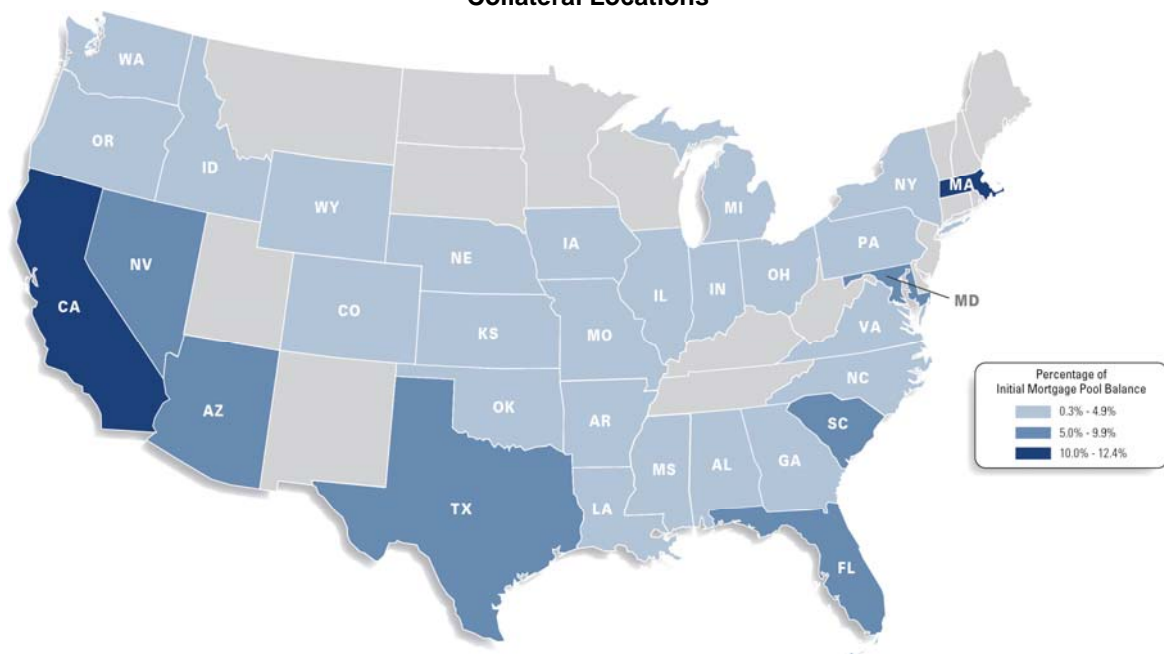 Collateral Locations
WA
OR
ID
WY
NV
CA
AZ
CO
NE
KS
OK
TX
IA
MO
AR
LA
IL
IN
MI
OH
MS
AL
GA
FL
SC
NC
VA
PA
NY
MA
MD
Percentage of
Initial Mortgage Pool Balance
0.3% - 4.9%
5.0% - 9.9%
10.0% - 12.4%